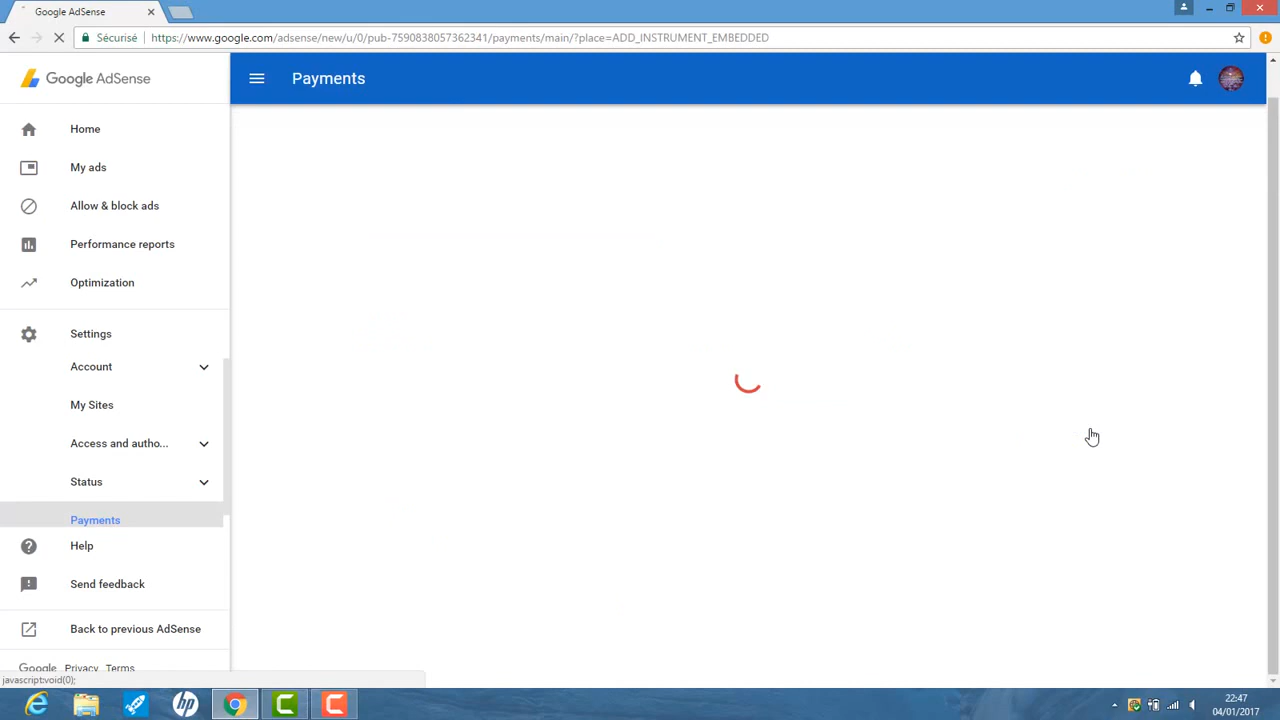 Google AdSense
Sécurisé
https://www.google.com/adsense/new/u/0/pub-7590838057362341/payments/main/?place=ADD_INSTRUMENT_EMBEDDED
Google AdSense
Payments
Home
My ads
Allow & block ads
Performance reports
Optimization
Settings
Account
My Sites
Access and autho...
Status
Payments
Help
Send feedback
Back to previous AdSense
Google Privacy Terms
javascript:void(0);
22:47
04/01/2017